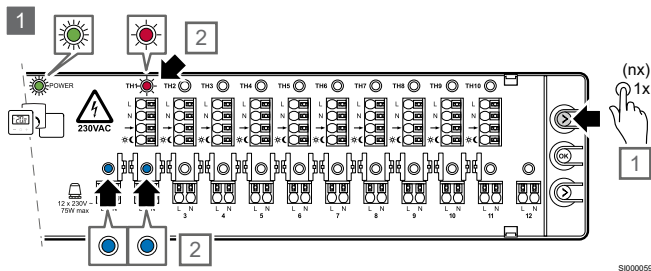 1
2
(nx)
1x
POWER
TH1 TH2 TH3 TH4 TH5 TH6 TH7 TH8 TH9 TH10
230VAC
L L L L L L L L L L
N N N N N N N N N N
OK
1
12 x 230V ~
75W max
L N L N L N L N L N L N L N L N L N L N
3 4 5 6 7 8 9 10 11 12
2
SI000059